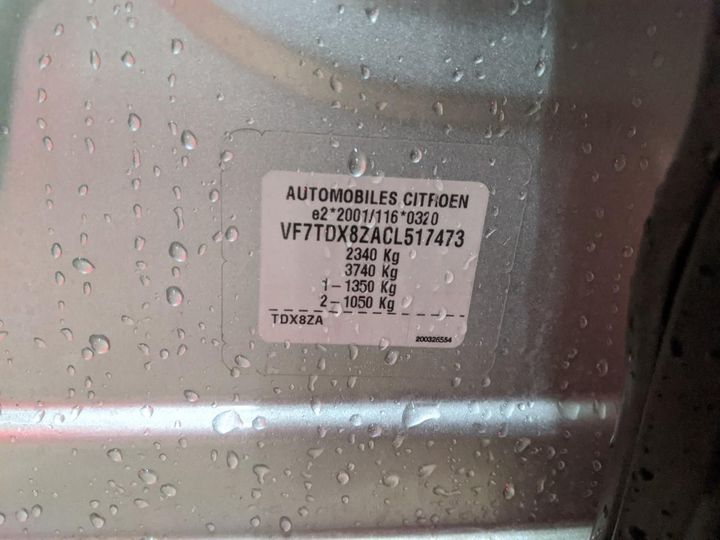 AUTOMOBILES CITROEN
e2*2001/116*0320
VF7TDX8ZACL517473
2340 Kg
3740 Kg
1-1350 Kg
2-1050 Kg
TDX8ZA
200326554